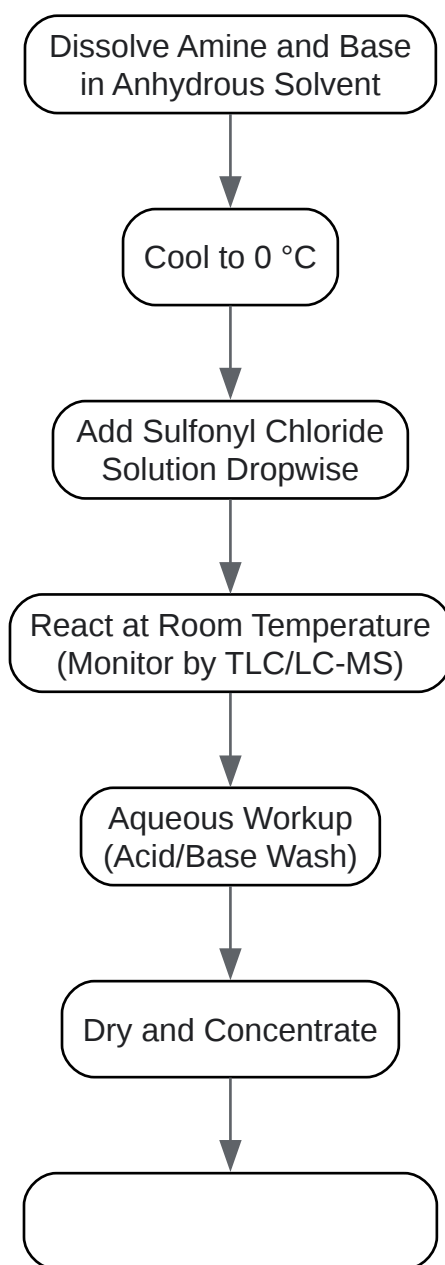 Dissolve Amine and Base
in Anhydrous Solvent
Cool to 0 °C
Add Sulfonyl Chloride
Solution Dropwise
React at Room Temperature
(Monitor by TLC/LC-MS)
Aqueous Workup
(Acid/Base Wash)
Dry and Concentrate